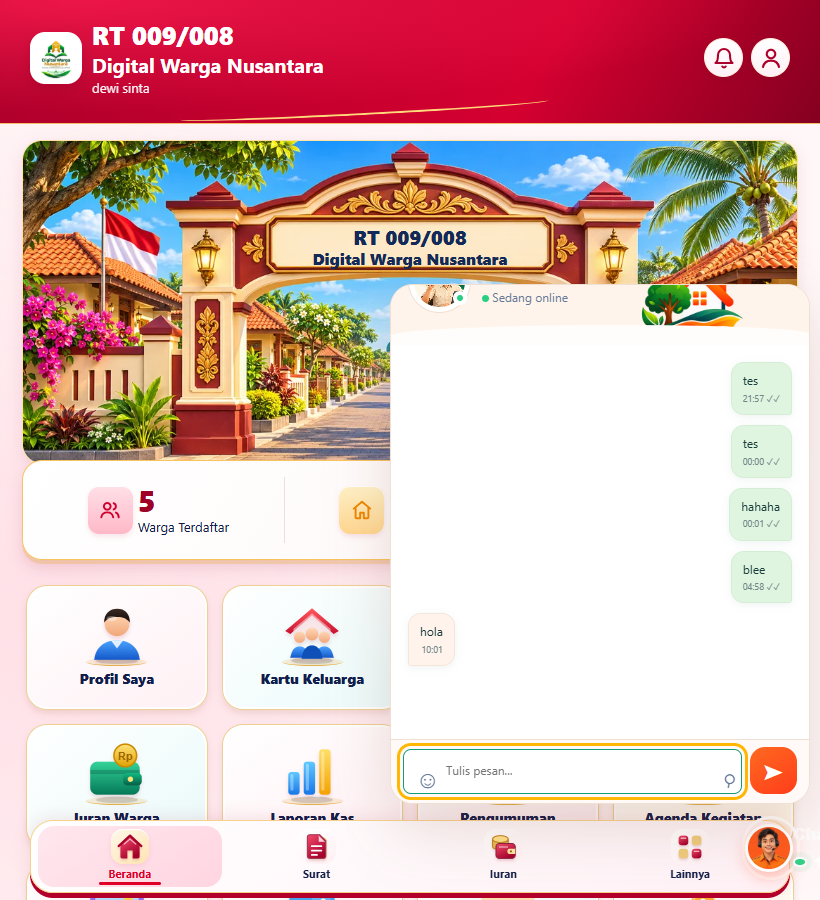 RT 009/008
Digital Warga Nusantara
dewi sinta
RT 009/008
Digital Warga Nusantara
Sedang online
tes
21:57 ✓✓
tes
00:00 ✓✓
hahaha
00:01 ✓✓
blee
04:58 ✓✓
hola
10:01
Tulis pesan...
5
Warga Terdaftar
Profil Saya
Kartu Keluarga
Rp
Iuran Warga
Laporan Kas
Pengumuman
Agenda Kegiatan
Beranda
Surat
Iuran
Lainnya